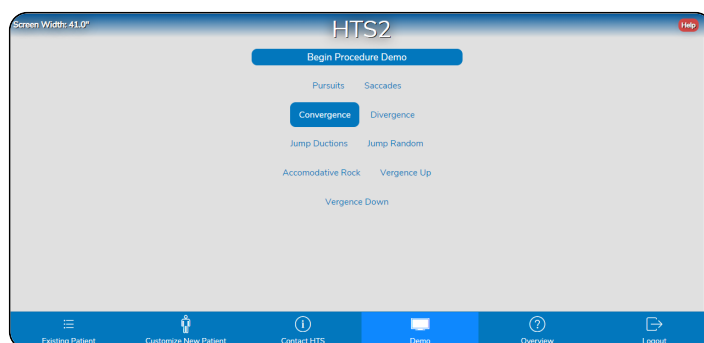 Screen Width: 41.0"
HTS2
Help
Begin Procedure Demo
Pursuits Saccades
Convergence Divergence
Jump Ductions Jump Random
Accomodative Rock Vergence Up
Vergence Down
Existing Patient Customize New Patient Contact HTS Demo Overview Logout